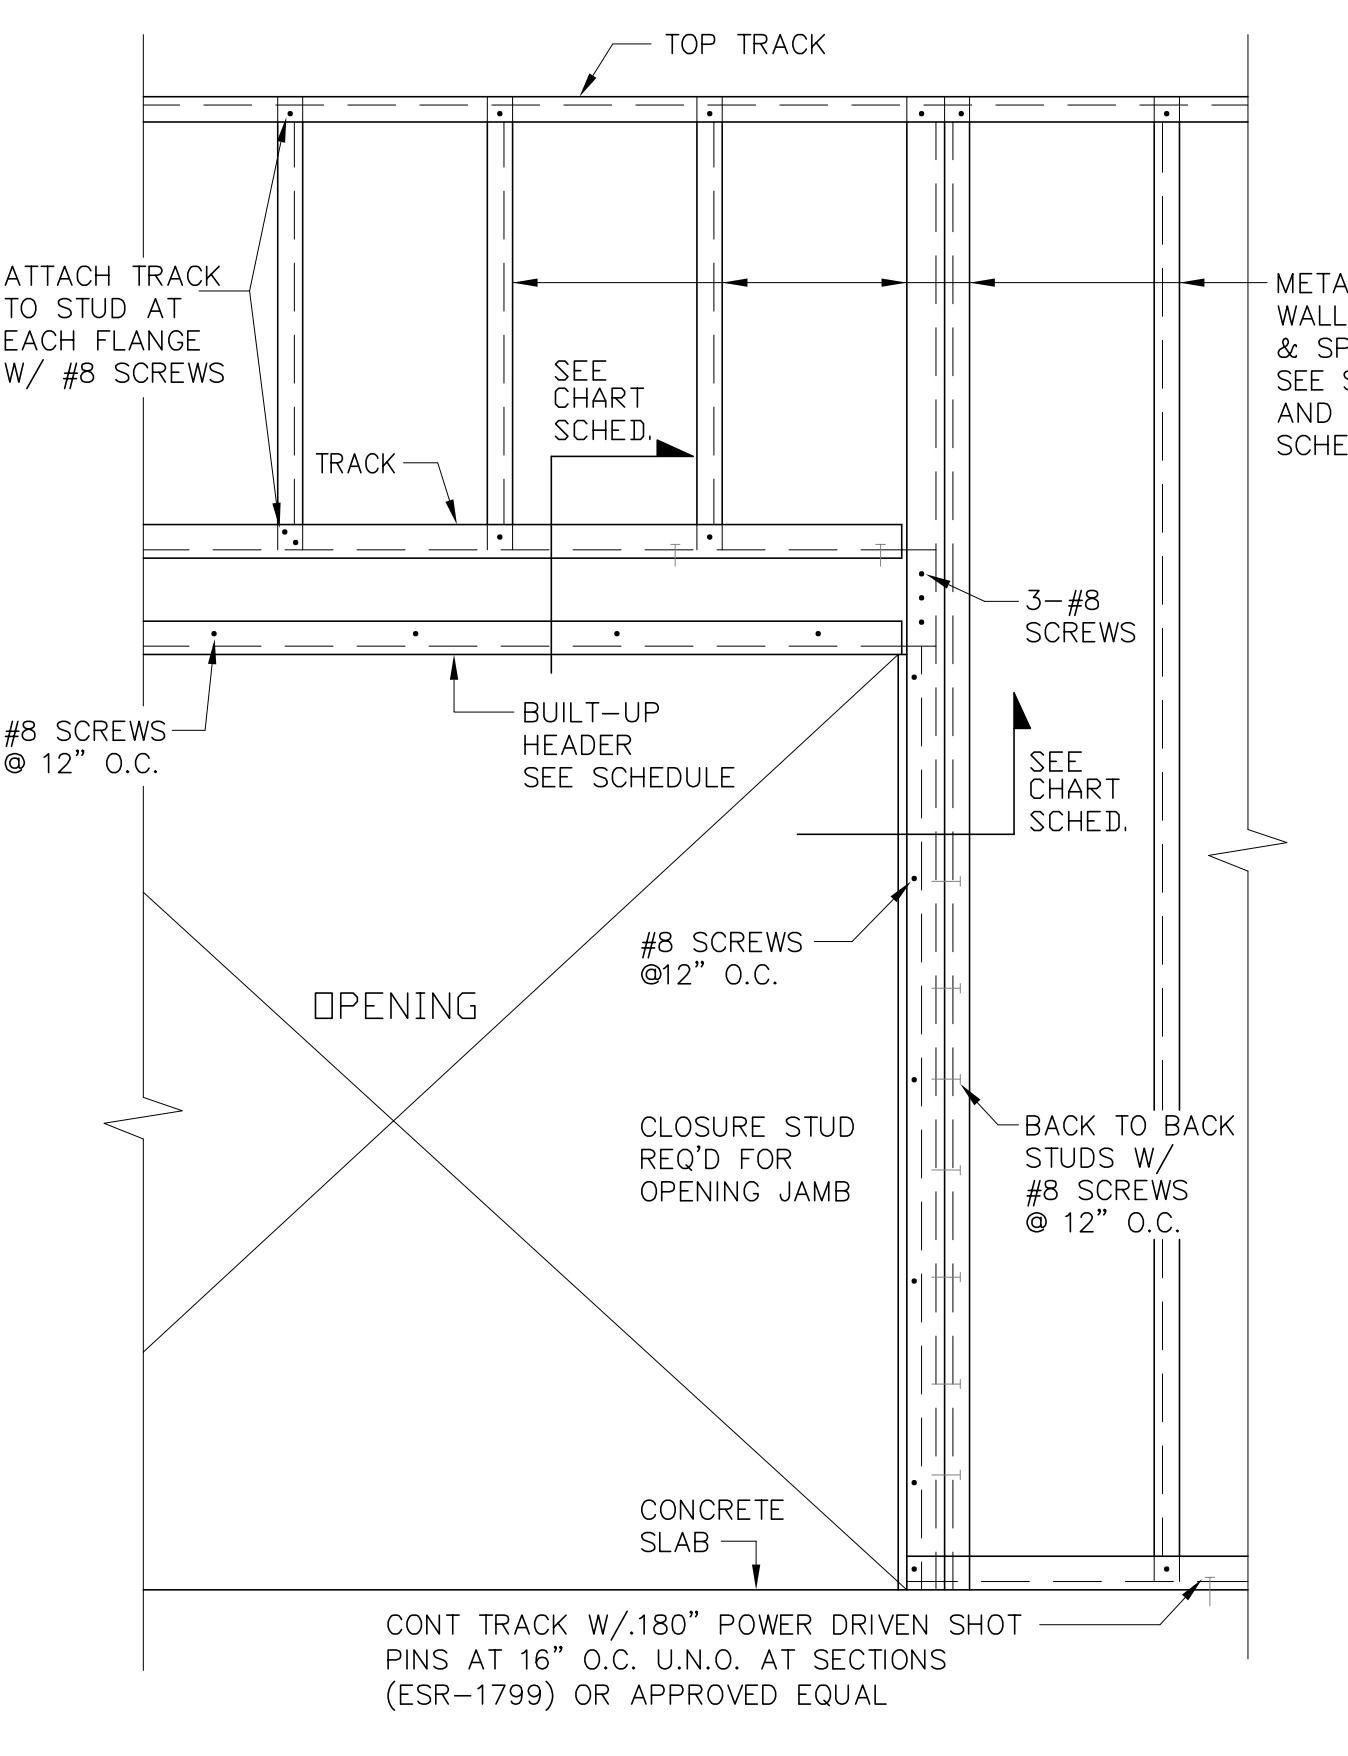 TOP TRACK
ATTACH TRACK
TO STUD AT
EACH FLANGE
W/ #8 SCREWS
WALL
&
SEE
AND
SEE
CHART
SCHED.
TRACK
3-#8
SCREWS
#8 SCREWS
@ 12" O.C.
BUILT-UP
HEADER
SEE SCHEDULE
SEE
CHART
SCHED.
#8 SCREWS
@12" O.C.
OPENING
CLOSURE STUD
REQ'D FOR
OPENING JAMB
BACK TO BACK
STUDS W/
#8 SCREWS
@ 12" O.C.
CONCRETE
SLAB
CONT TRACK W/.180" POWER DRIVEN SHOT
PINS AT 16" O.C. U.N.O. AT SECTIONS
(ESR-1799) OR APPROVED EQUAL